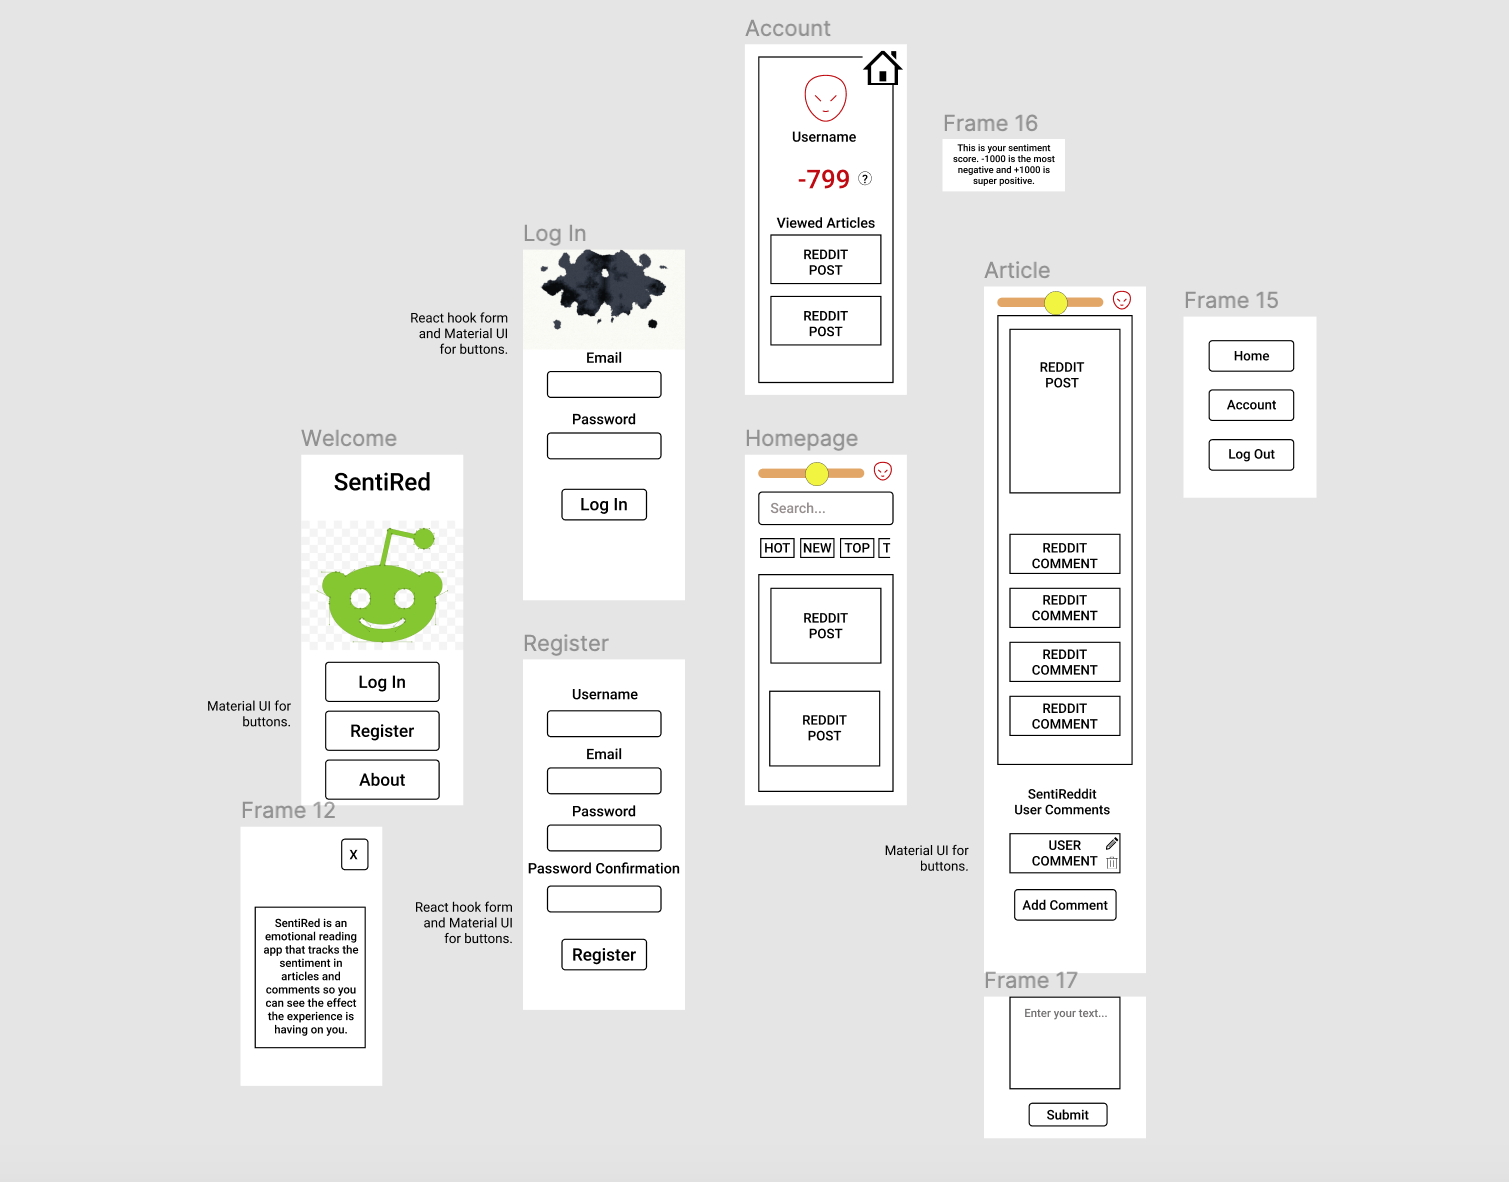 Account
Username
-799
?
Viewed Articles
REDDIT
POST
REDDIT
POST
Frame 16
This is your sentiment
score. -1000 is the most
negative and +1000 is
super positive.
Log In
React hook form
and Material UI
for buttons.
Email
Password
Log In
Article
REDDIT
POST
REDDIT
COMMENT
REDDIT
COMMENT
REDDIT
COMMENT
REDDIT
COMMENT
SentiReddit
User Comments
USER
COMMENT
Add Comment
Material UI for
buttons.
Frame 15
Home
Account
Log Out
Welcome
SentiRed
Log In
Register
About
Material UI for
buttons.
Homepage
Search...
HOT NEW TOP T
REDDIT
POST
REDDIT
POST
Register
Username
Email
Password
Password Confirmation
Register
React hook form
and Material UI
for buttons.
Frame 12
X
SentiRed is an
emotional reading
app that tracks the
sentiment in
articles and
comments so you
can see the effect
the experience is
having on you.
Frame 17
Enter your text...
Submit